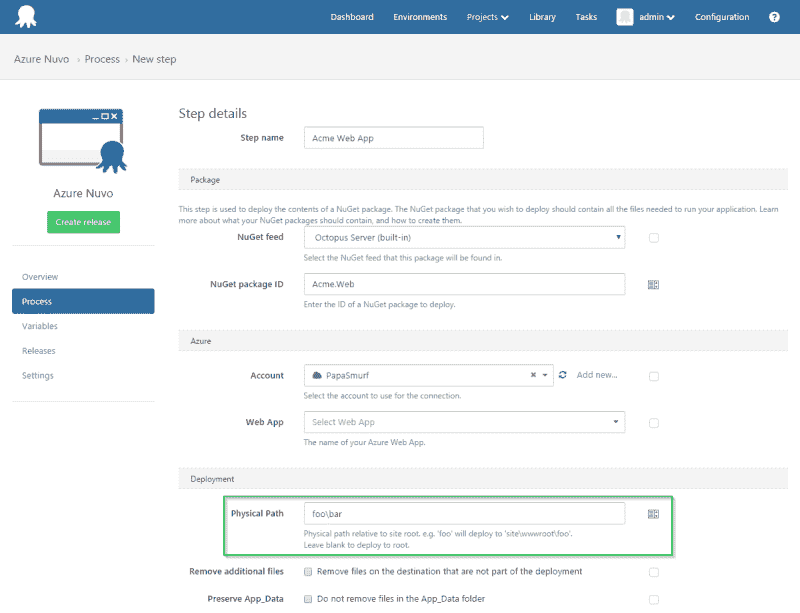 Dashboard Environments Projects Library Tasks admin Configuration ?
Azure Nuvo › Process › New step
Step details
Step name Acme Web App
Azure Nuvo
Create release
Overview
Process
Variables
Releases
Settings
Package
This step is used to deploy the contents of a NuGet package. The NuGet package that you wish to deploy should contain all the files needed to run your application. Learn
more about what your NuGet packages should contain, and how to create them.
NuGet feed Octopus Server (built-in)
Select the NuGet feed that this package will be found in.
NuGet package ID Acme.Web
Enter the ID of a NuGet package to deploy.
Azure
Account PapaSmurf Add new...
Select the account to use for the connection.
Web App Select Web App
The name of your Azure Web App.
Deployment
Physical Path foo\bar
Physical path relative to site root. e.g. 'foo' will deploy to 'site\wwwroot\foo'.
Leave blank to deploy to root.
Remove additional files Remove files on the destination that are not part of the deployment
Preserve App_Data Do not remove files in the App_Data folder